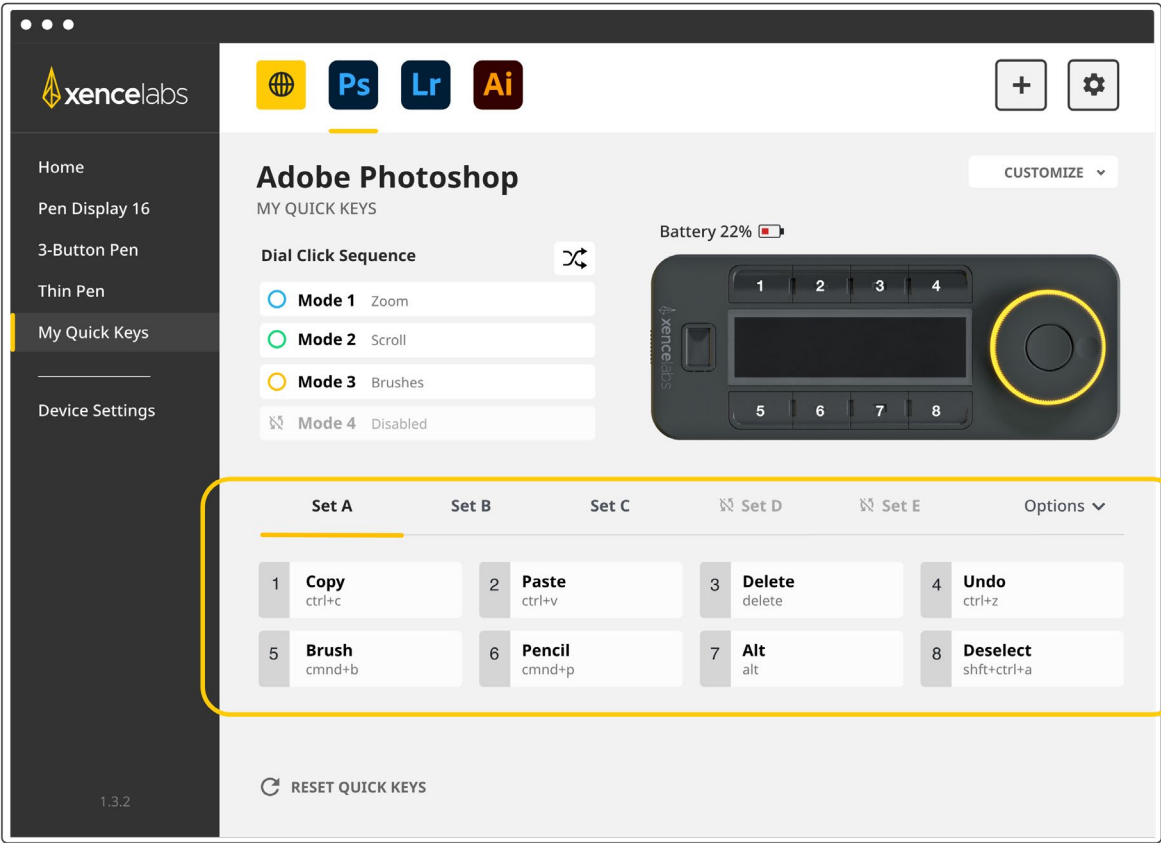 xencelabs
Ps
Lr
Ai
+
Home
Pen Display 16
3-Button Pen
Thin Pen
My Quick Keys
Device Settings
1.3.2
Adobe Photoshop
MY QUICK KEYS
CUSTOMIZE
Dial Click Sequence
Mode 1 Zoom
Mode 2 Scroll
Mode 3 Brushes
Mode 4 Disabled
Battery 22%
1 2 3 4
xencelabs
5 6 7 8
Set A Set B Set C Set D Set E Options
1 Copy
ctrl+c
2 Paste
ctrl+v
3 Delete
delete
4 Undo
ctrl+z
5 Brush
cmnd+b
6 Pencil
cmnd+p
7 Alt
alt
8 Deselect
shft+ctrl+a
RESET QUICK KEYS